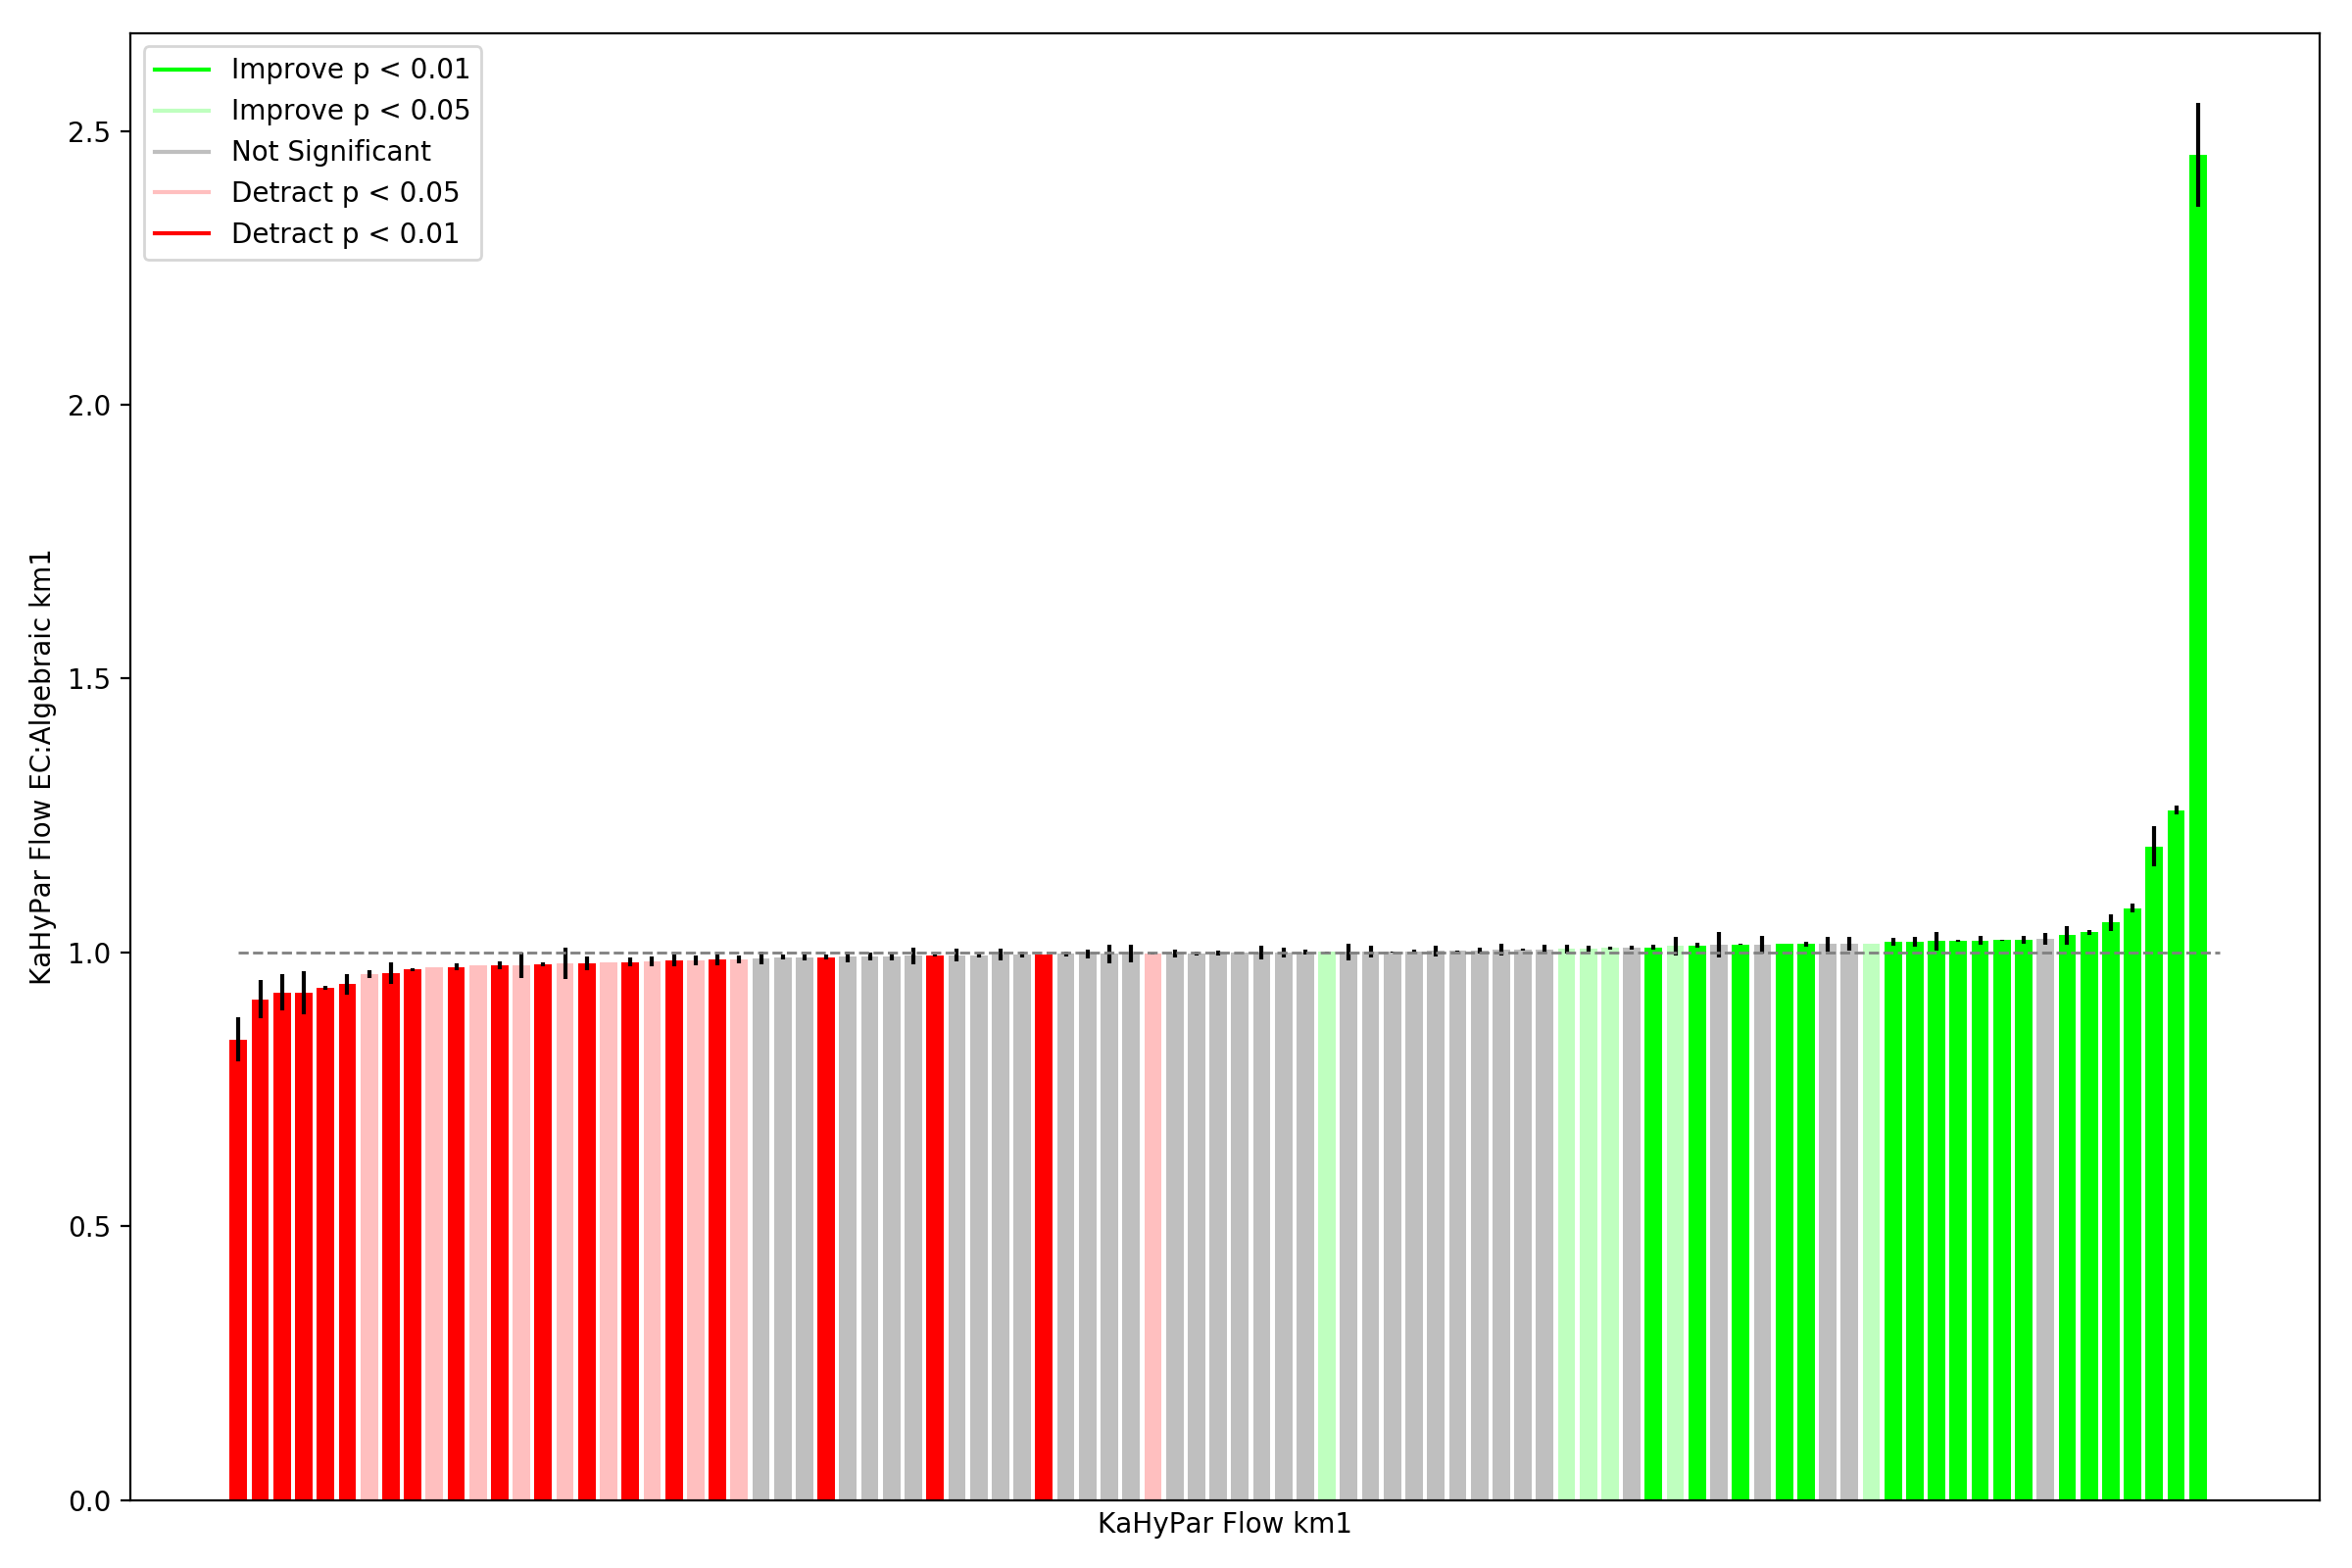 Improve p < 0.01
Improve p < 0.05
Not Significant
Detract p < 0.05
Detract p < 0.01
2.5
2.0
1.5
1.0
0.5
0.0
KaHyPar Flow EC:Algebraic km1
KaHyPar Flow km1